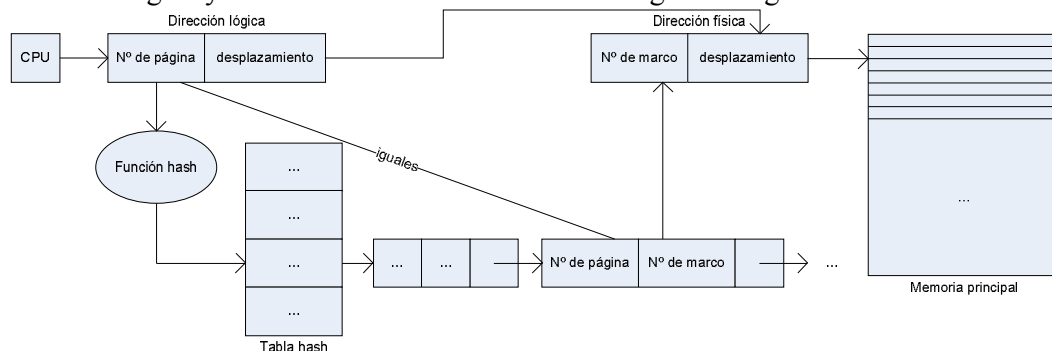 Dirección lógica
Dirección física
CPU
Nº de página
desplazamiento
Nº de marco
desplazamiento
Función hash
iguales
...
...
...
...
...
...
Nº de página
Nº de marco
...
...
Memoria principal
Tabla hash